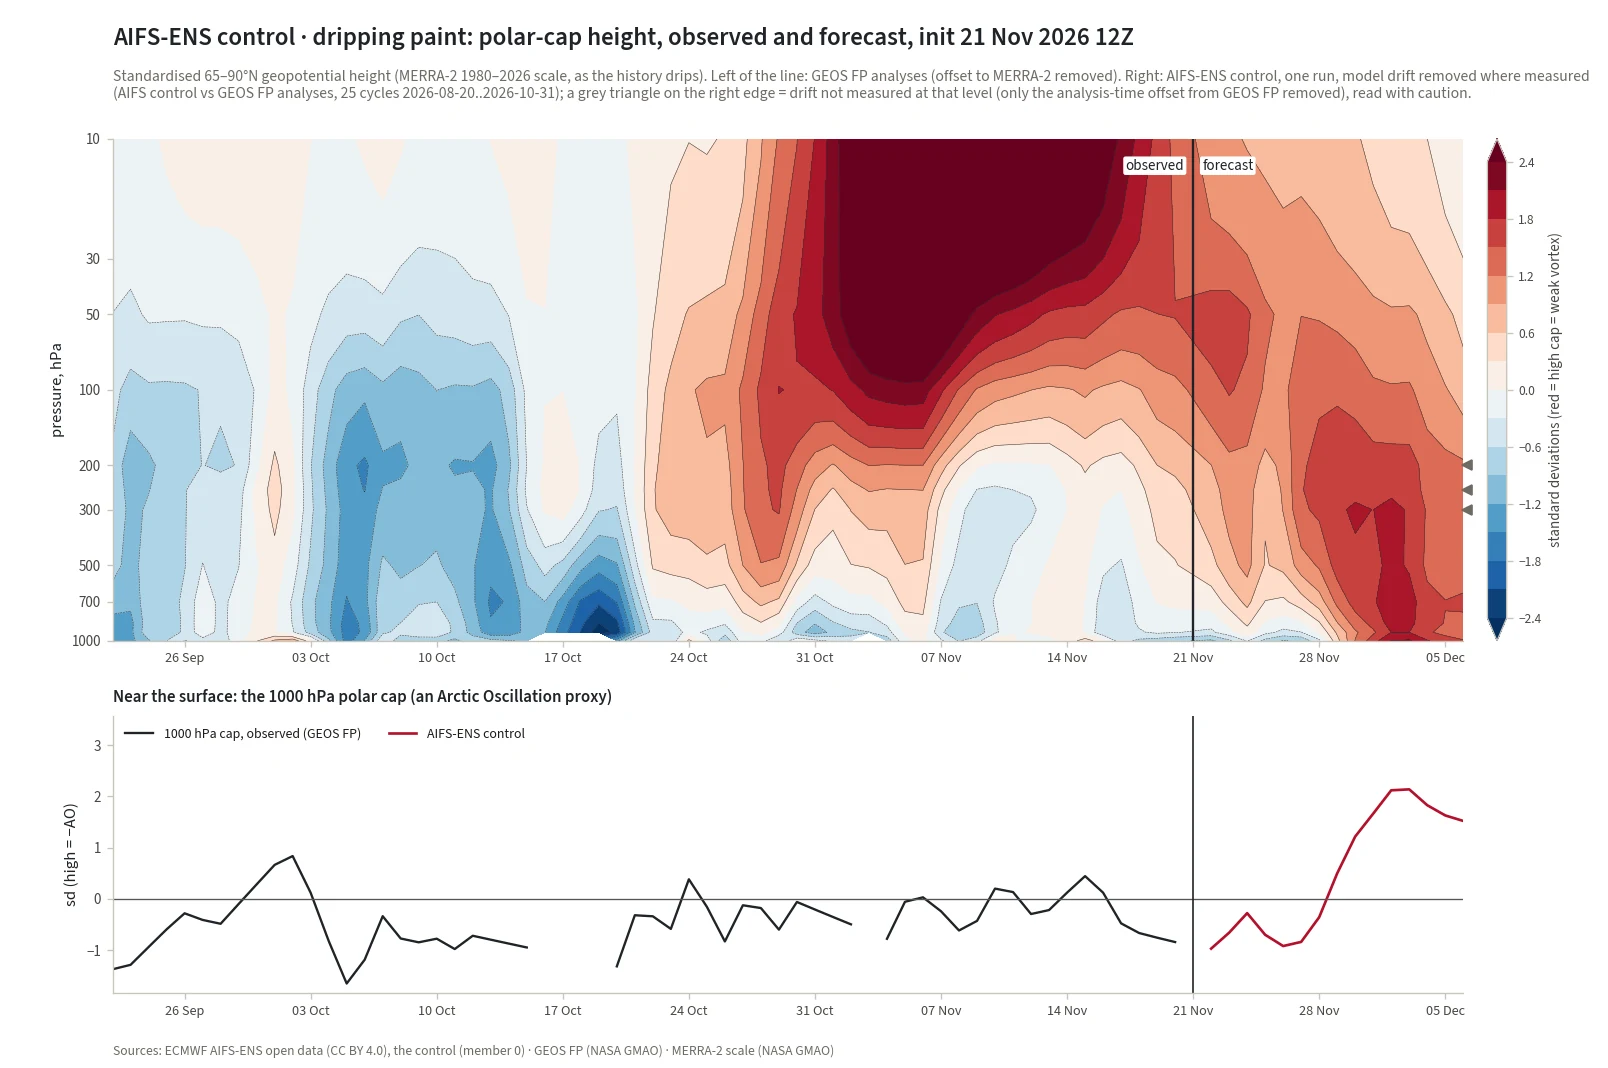 AIFS-ENS control · dripping paint: polar-cap height, observed and forecast, init 21 Nov 2026 12Z
Standardised 65–90°N geopotential height (MERRA-2 1980–2026 scale, as the history drips). Left of the line: GEOS FP analyses (offset to MERRA-2 removed). Right: AIFS-ENS control, one run, model drift removed where measured
(AIFS control vs GEOS FP analyses, 25 cycles 2026-08-20..2026-10-31); a grey triangle on the right edge = drift not measured at that level (only the analysis-time offset from GEOS FP removed), read with caution.
pressure, hPa
10
30
50
100
200
300
500
700
1000
observed
forecast
26 Sep
03 Oct
10 Oct
17 Oct
24 Oct
31 Oct
07 Nov
14 Nov
21 Nov
28 Nov
05 Dec
2.4
1.8
1.2
0.6
0.0
−0.6
−1.2
−1.8
−2.4
standard deviations (red = high cap = weak vortex)
Near the surface: the 1000 hPa polar cap (an Arctic Oscillation proxy)
1000 hPa cap, observed (GEOS FP)
AIFS-ENS control
sd (high = −AO)
3
2
1
0
−1
26 Sep
03 Oct
10 Oct
17 Oct
24 Oct
31 Oct
07 Nov
14 Nov
21 Nov
28 Nov
05 Dec
Sources: ECMWF AIFS-ENS open data (CC BY 4.0), the control (member 0) · GEOS FP (NASA GMAO) · MERRA-2 scale (NASA GMAO)